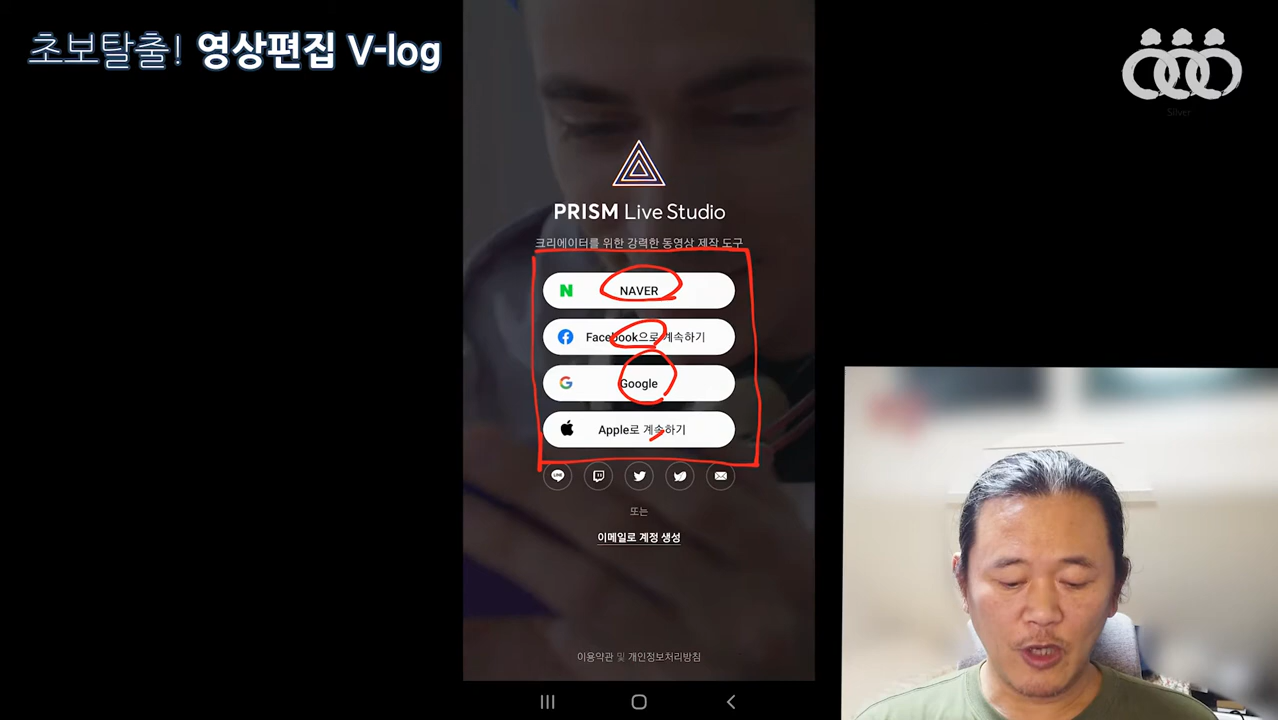 초보탈출! 영상편집 V-log
Silver
PRISM Live Studio
크리에이터를 위한 강력한 동영상 제작 도구
NAVER
Facebook으로 계속하기
Google
Apple로 계속하기
LINE
또는
이메일로 계정 생성
이용약관 및 개인정보처리방침